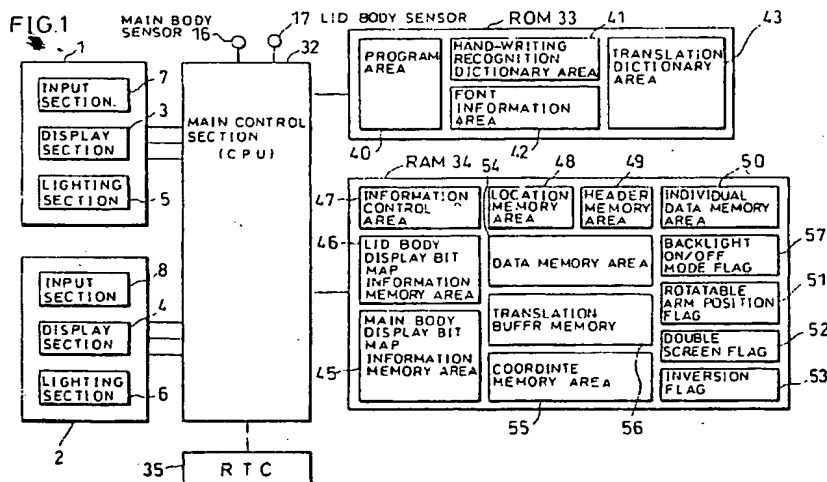 FIG.1
1
7
INPUT
SECTION.
3
DISPLAY
SECTION
LIGHTING
SECTION
5
8
INPUT
SECTION
4
DISPLAY
SECTION
LIGHTING
SECTION
6
2
MAIN BODY
SENSOR 16
17 LID BODY SENSOR
32
MAIN CONTROL
SECTION
(CPU)
35
RTC
ROM 33
41
43
PROGRAM
AREA
HAND-WRITING
RECOGNITION
DICTIONARY AREA
FONT
INFORMATION
AREA
TRANSLATION
DICTIONARY
AREA
40
42
RAM 34
54
48
49
50
47
INFORMATION
CONTROL
AREA
LOCATION
MEMORY
AREA
HEADER
MEMORY
AREA
INDIVIDUAL
DATA MEMORY
AREA
46
LID BODY
DISPLAY BIT
MAP
INFORMATION
MEMORY AREA
DATA MEMORY AREA
BACKLIGHT
ON/OFF
MODE FLAG
57
ROTATABLE
ARM POSITION
FLAG
51
45
MAIN BODY
DISPLAY BIT
MAP
INFORMATION
MEMORY AREA
TRANSLATION
BUFFR MEMORY
DOUBLE
SCREEN FLAG
52
COORDINTE
MEMORY AREA
INVERSION
FLAG
53
55
56